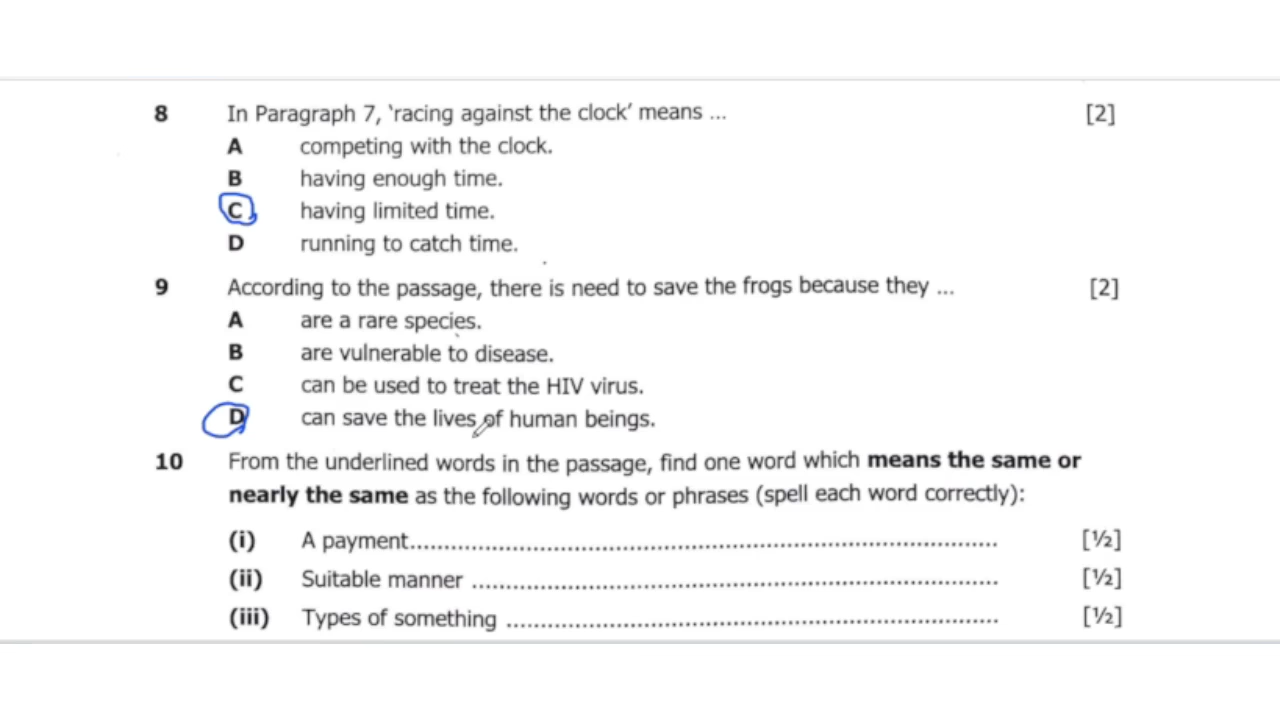 8 In Paragraph 7, ‘racing against the clock’ means ... [2]
A competing with the clock.
B having enough time.
C having limited time.
D running to catch time.
9 According to the passage, there is need to save the frogs because they ... [2]
A are a rare species.
B are vulnerable to disease.
C can be used to treat the HIV virus.
D can save the lives of human beings.
10 From the underlined words in the passage, find one word which means the same or
nearly the same as the following words or phrases (spell each word correctly):
(i) A payment.................................................................................... [½]
(ii) Suitable manner ........................................................................... [½]
(iii) Types of something ...................................................................... [½]